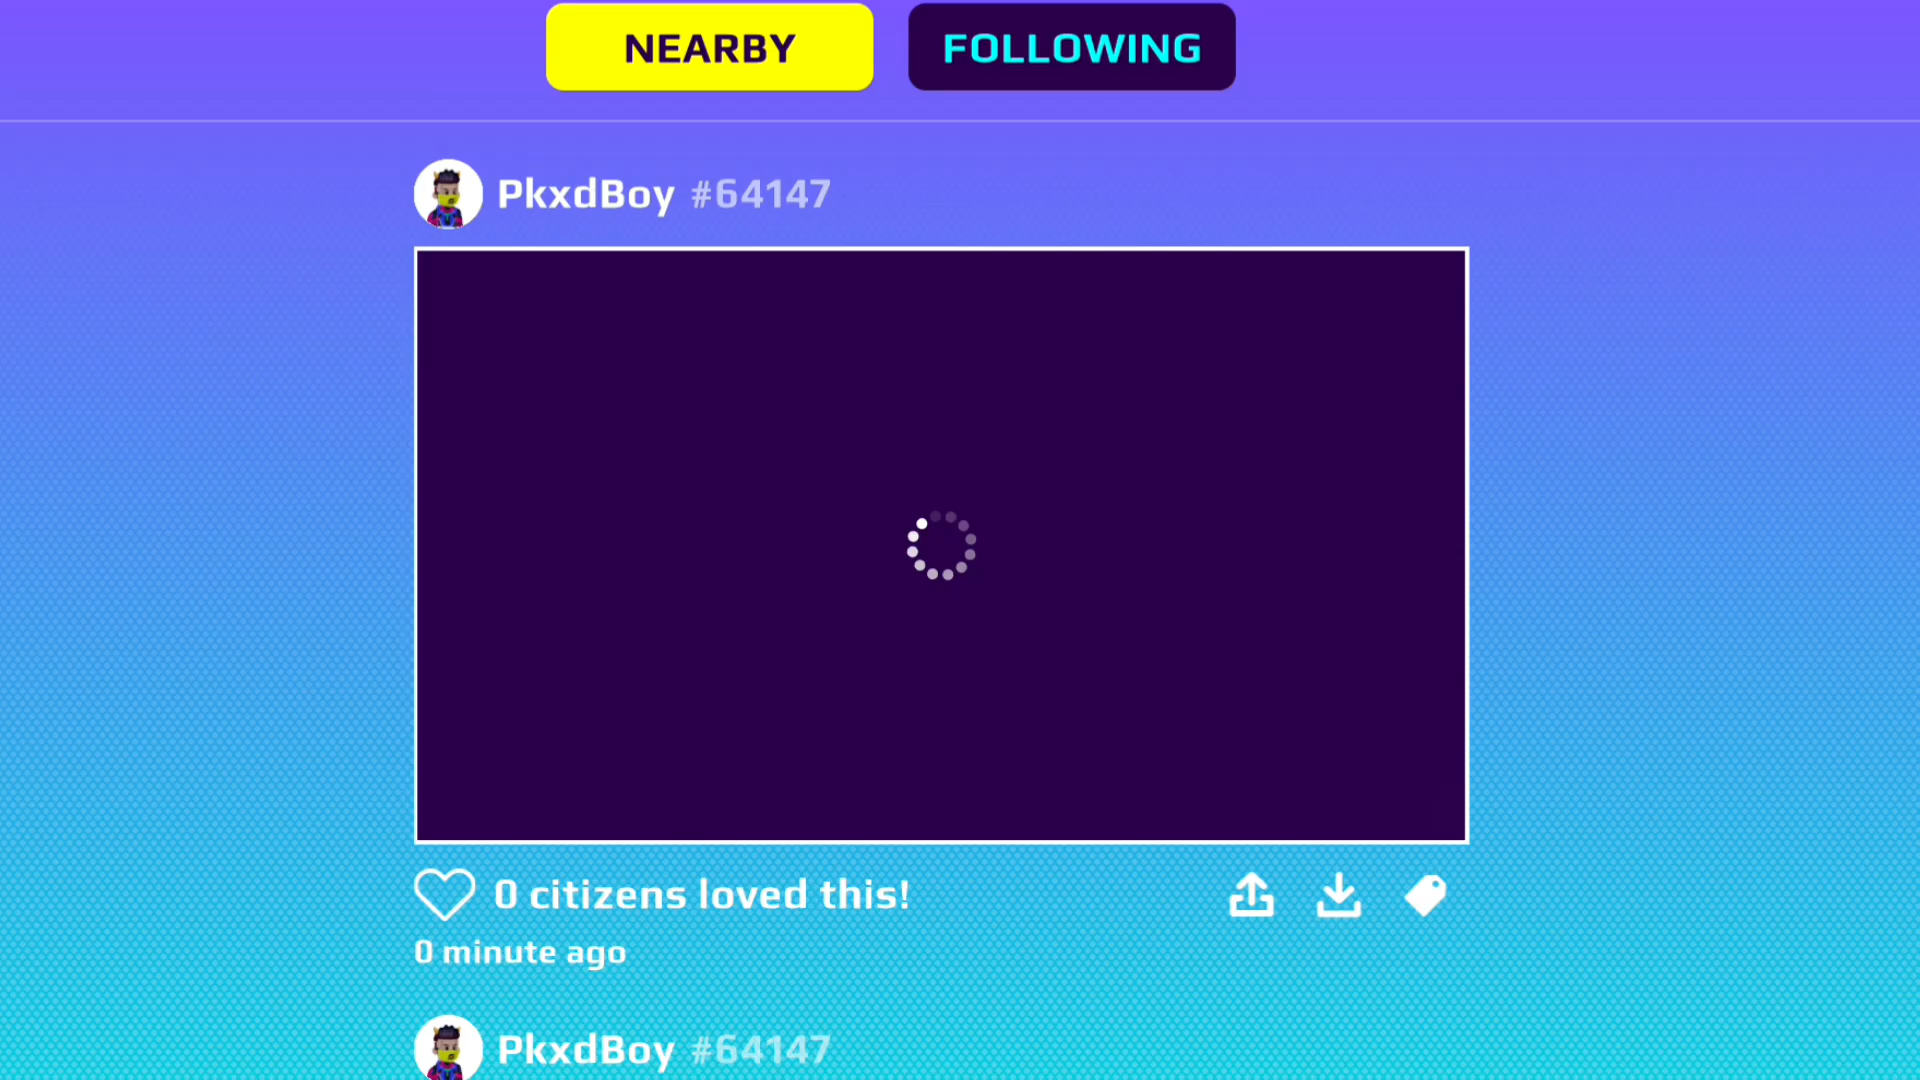 NEARBY
FOLLOWING
PkxdBoy #64147
0 citizens loved this!
0 minute ago
PkxdBoy #64147